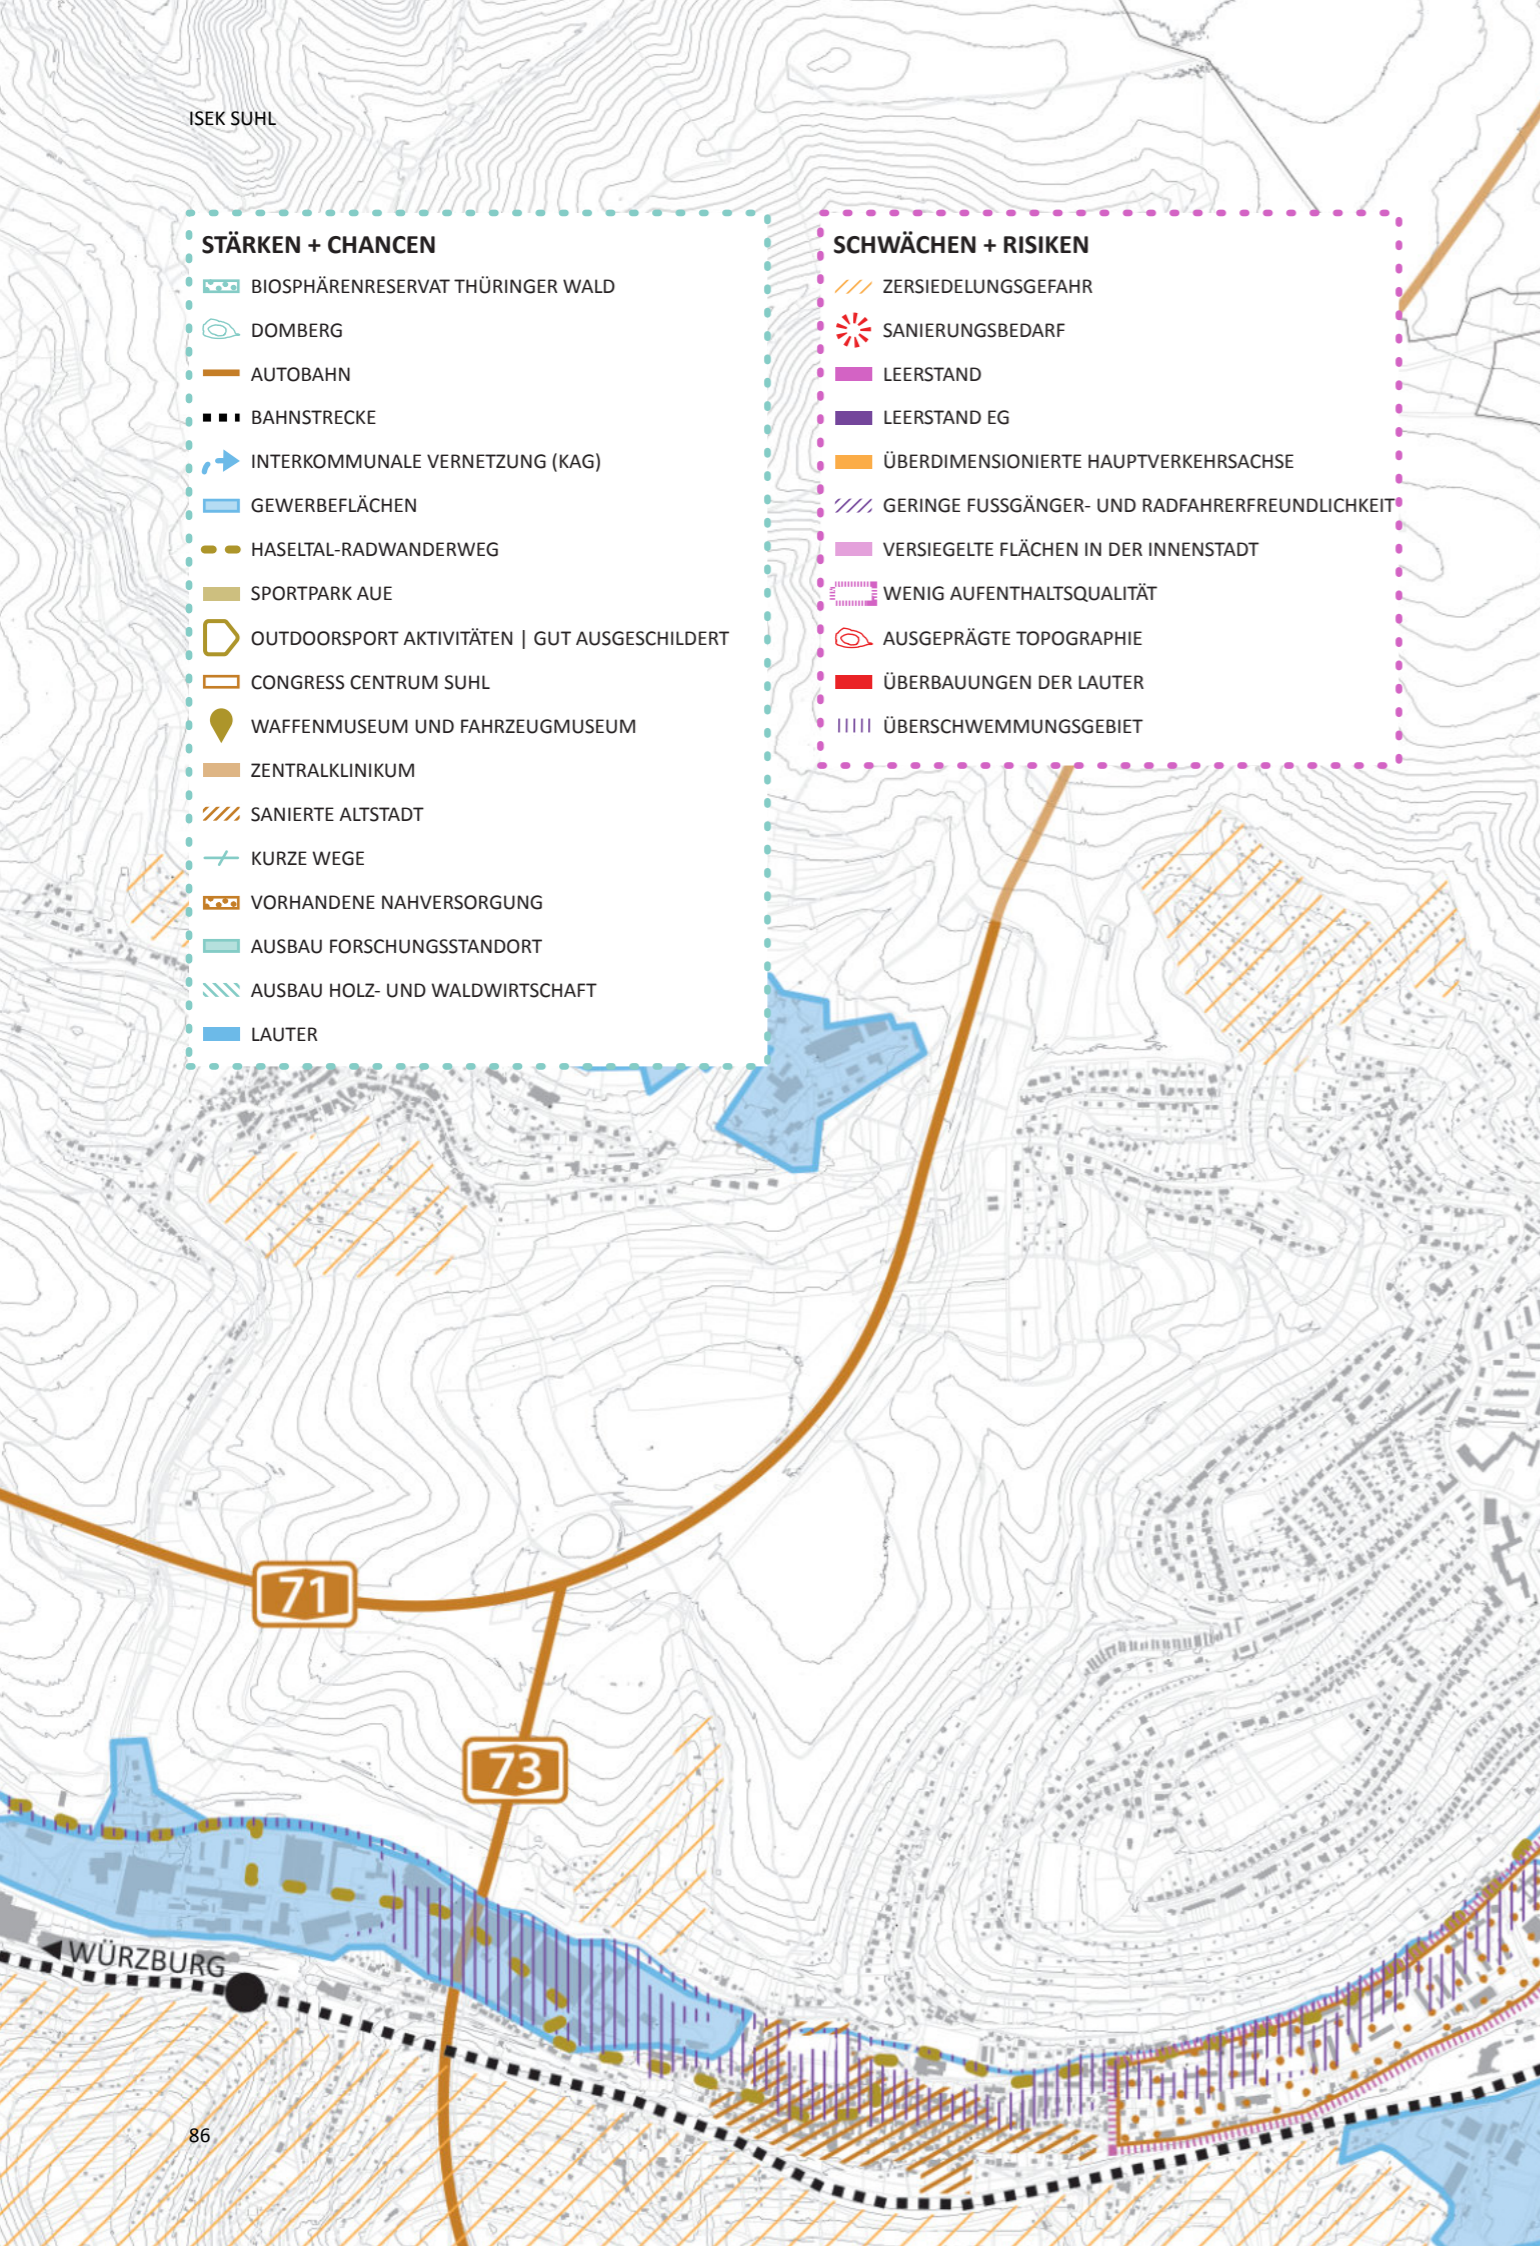 ISEK SUHL
STÄRKEN + CHANCEN
BIOSPHÄRENRESERVAT THÜRINGER WALD
DOMBERG
AUTOBAHN
BAHNSTRECKE
INTERKOMMUNALE VERNETZUNG (KAG)
GEWERBEFLÄCHEN
HASELTAL-RADWANDERWEG
SPORTPARK AUE
OUTDOORSPORT AKTIVITÄTEN | GUT AUSGESCHILDERT
CONGRESS CENTRUM SUHL
WAFFENMUSEUM UND FAHRZEUGMUSEUM
ZENTRALKLINIKUM
SANIERTE ALTSTADT
KURZE WEGE
VORHANDENE NAHVERSORGUNG
AUSBAU FORSCHUNGSSTANDORT
AUSBAU HOLZ- UND WALDWIRTSCHAFT
LAUTER
SCHWÄCHEN + RISIKEN
ZERSIEDELUNGSGEFAHR
SANIERUNGSBEDARF
LEERSTAND
LEERSTAND EG
ÜBERDIMENSIONIERTE HAUPTVERKEHRSACHSE
GERINGE FUSSGÄNGER- UND RADFAHRERFREUNDLICHKEIT
VERSIEGELTE FLÄCHEN IN DER INNENSTADT
WENIG AUFENTHALTSQUALITÄT
AUSGEPRÄGTE TOPOGRAPHIE
ÜBERBAUUNGEN DER LAUTER
ÜBERSCHWEMMUNGSGEBIET
71
73
WÜRZBURG
86